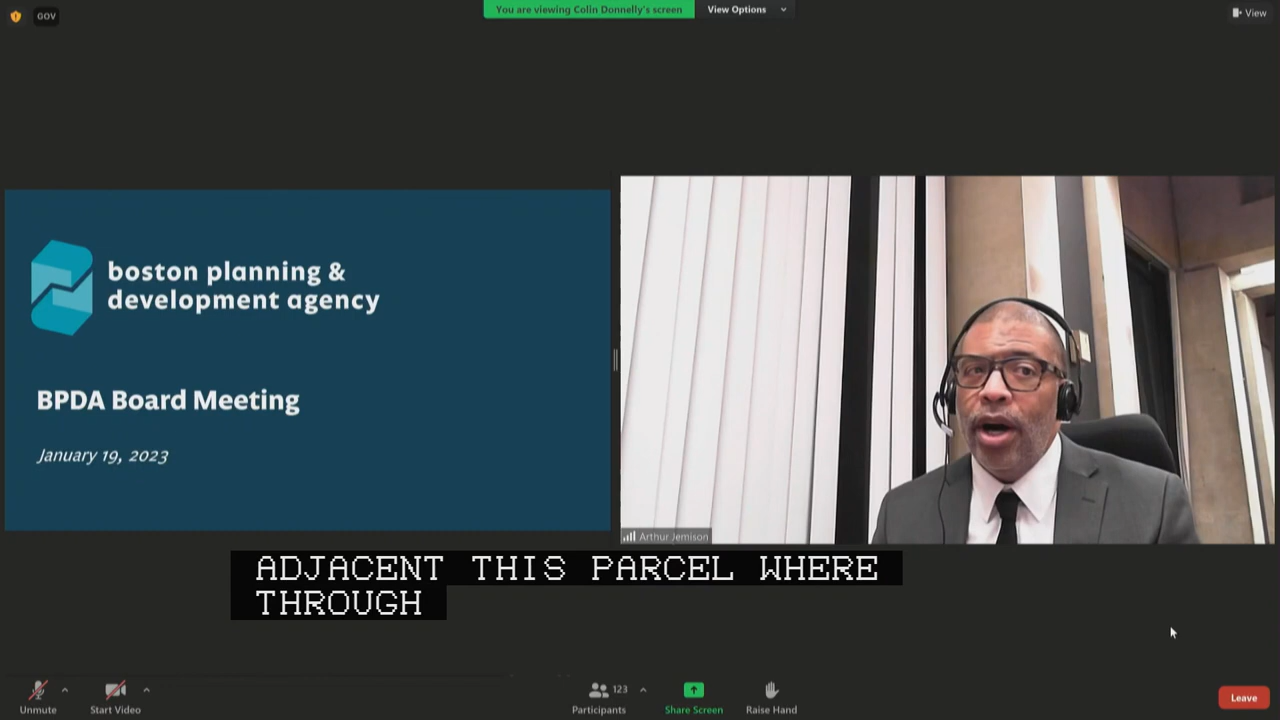 GOV
You are viewing Colin Donnelly's screen
View Options
View
boston planning &
development agency
BPDA Board Meeting
January 19, 2023
Arthur Jemison
ADJACENT THIS PARCEL WHERE
THROUGH
Unmute
Start Video
123
Participants
Share Screen
Raise Hand
Leave